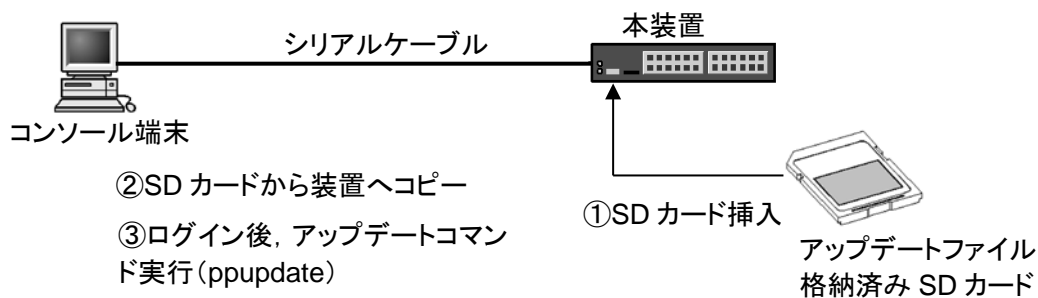 本装置
シリアルケーブル
コンソール端末
②SD カードから装置へコピー
③ログイン後，アップデートコマン
ド実行（ppupdate）
①SD カード挿入
アップデートファイル
格納済み SD カード